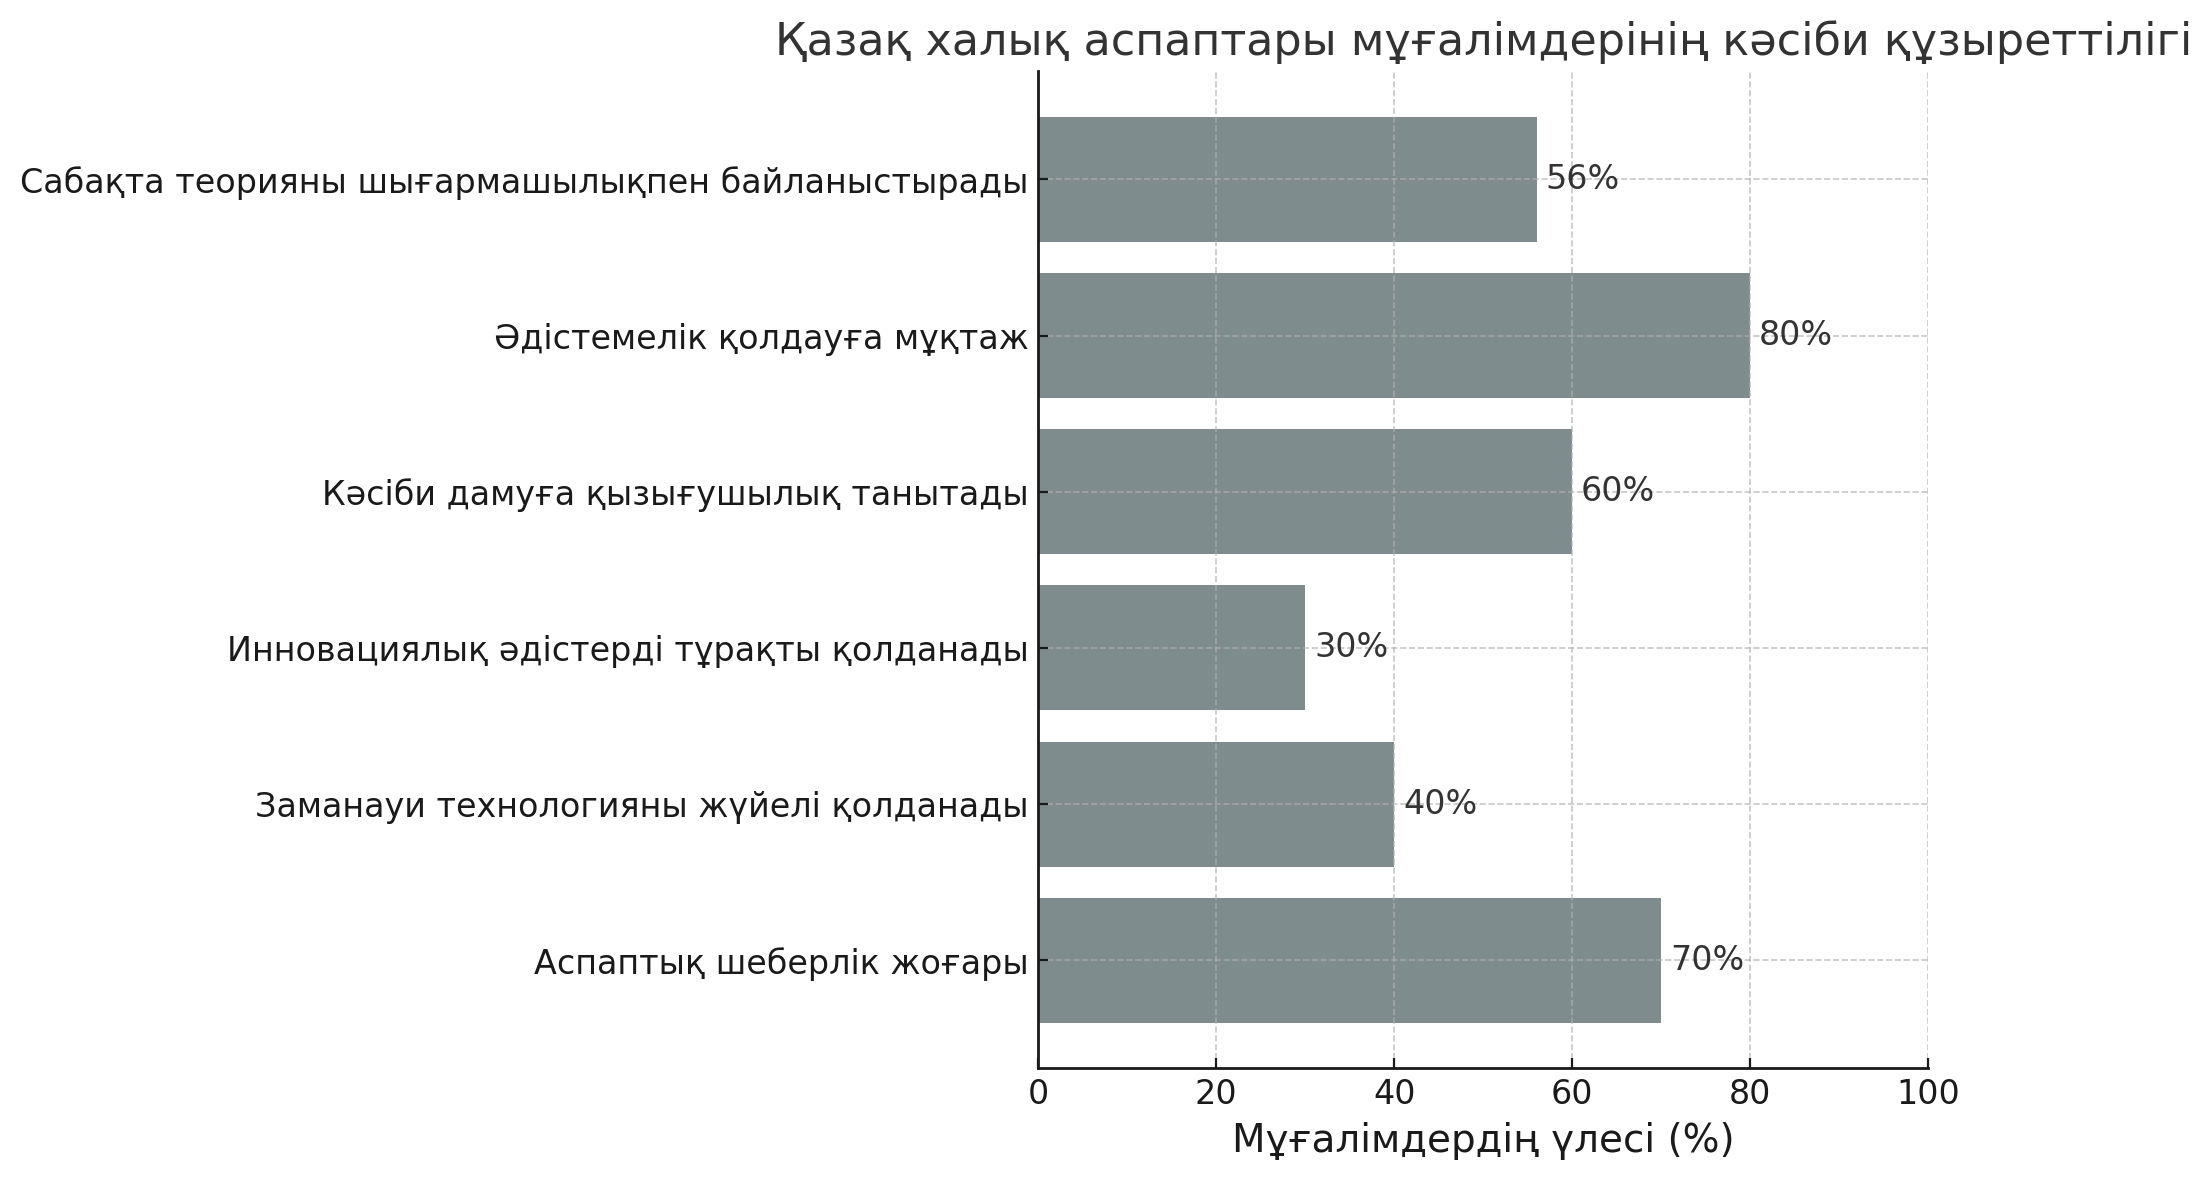 Қазақ халық аспаптары мұғалімдерінің кәсіби құзыреттілігі
Сабақта теорияны шығармашылықпен байланыстырады
56%
Әдістемелік қолдауға мұқтаж
80%
Кәсіби дамуға қызығушылық танытады
60%
Инновациялық әдістерді тұрақты қолданады
30%
Заманауи технологияны жүйелі қолданады
40%
Аспаптық шеберлік жоғары
70%
0 20 40 60 80 100
Мұғалімдердің үлесі (%)